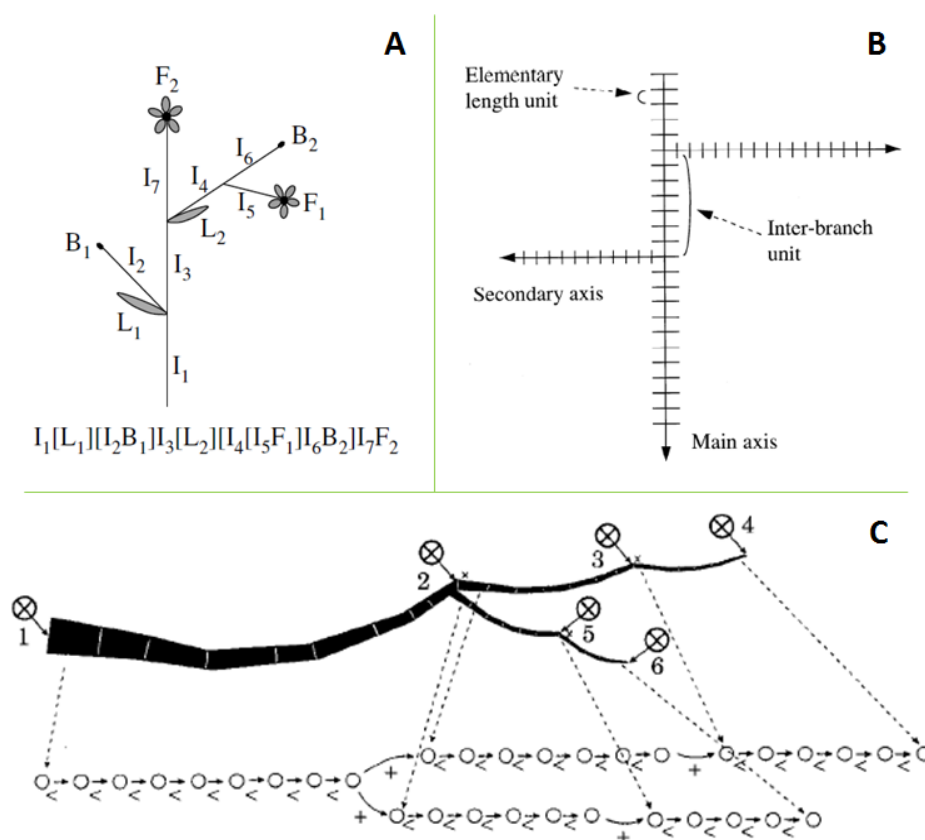 A
F₂
B₂
I₆
I₇
I₄
I₅
F₁
L₂
B₁
I₂
I₃
L₁
I₁
I₁[L₁][I₂B₁]I₃[L₂][I₄[I₅F₁]I₆B₂]I₇F₂
B
Elementary
length unit
Inter-branch
unit
Secondary axis
Main axis
C
1
2
3
4
5
6
+ < < < < < < + < < < < <
< < < < < < < <
+ < < < < < + < < < <